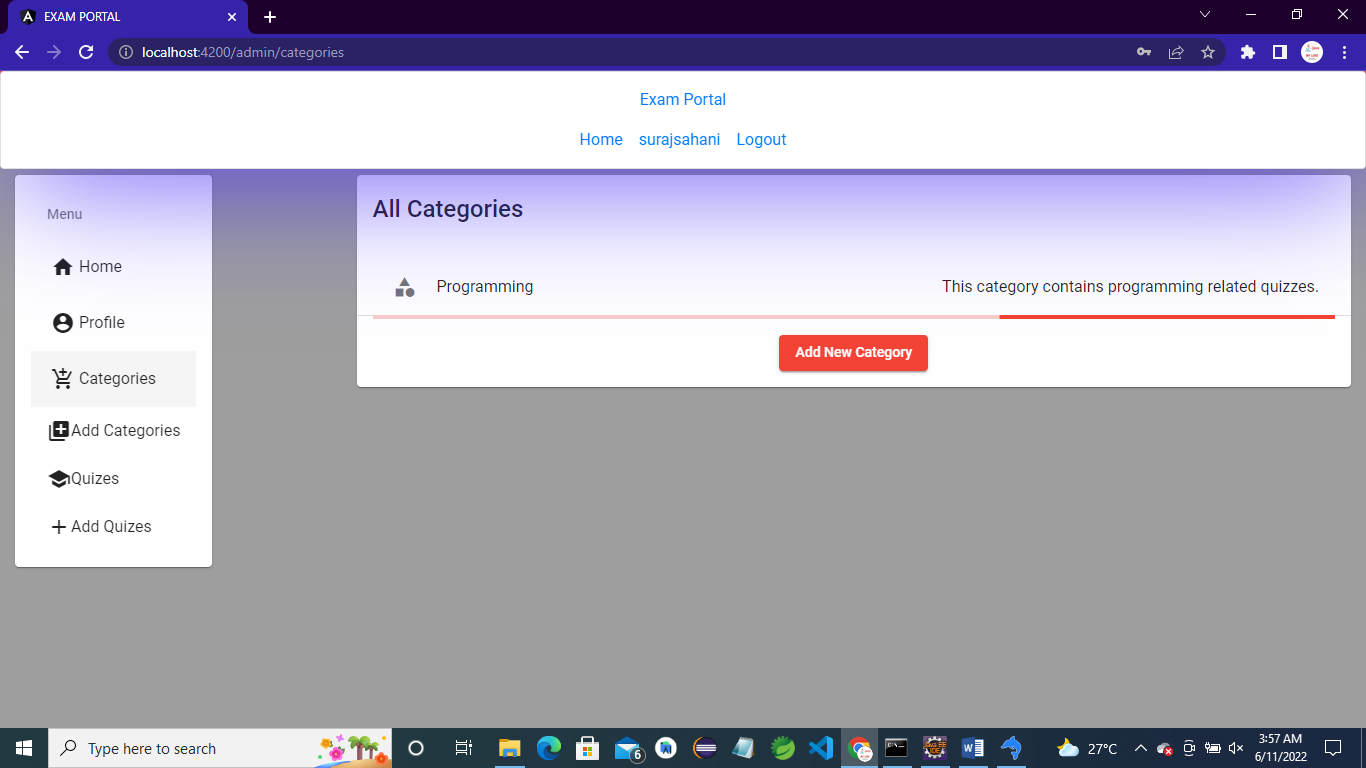 EXAM PORTAL
localhost:4200/admin/categories
Exam Portal
Home surajsahani Logout
Menu
Home
Profile
Categories
Add Categories
Quizes
Add Quizes
All Categories
Programming This category contains programming related quizzes.
Add New Category
Type here to search
6
27°C
3:57 AM
6/11/2022